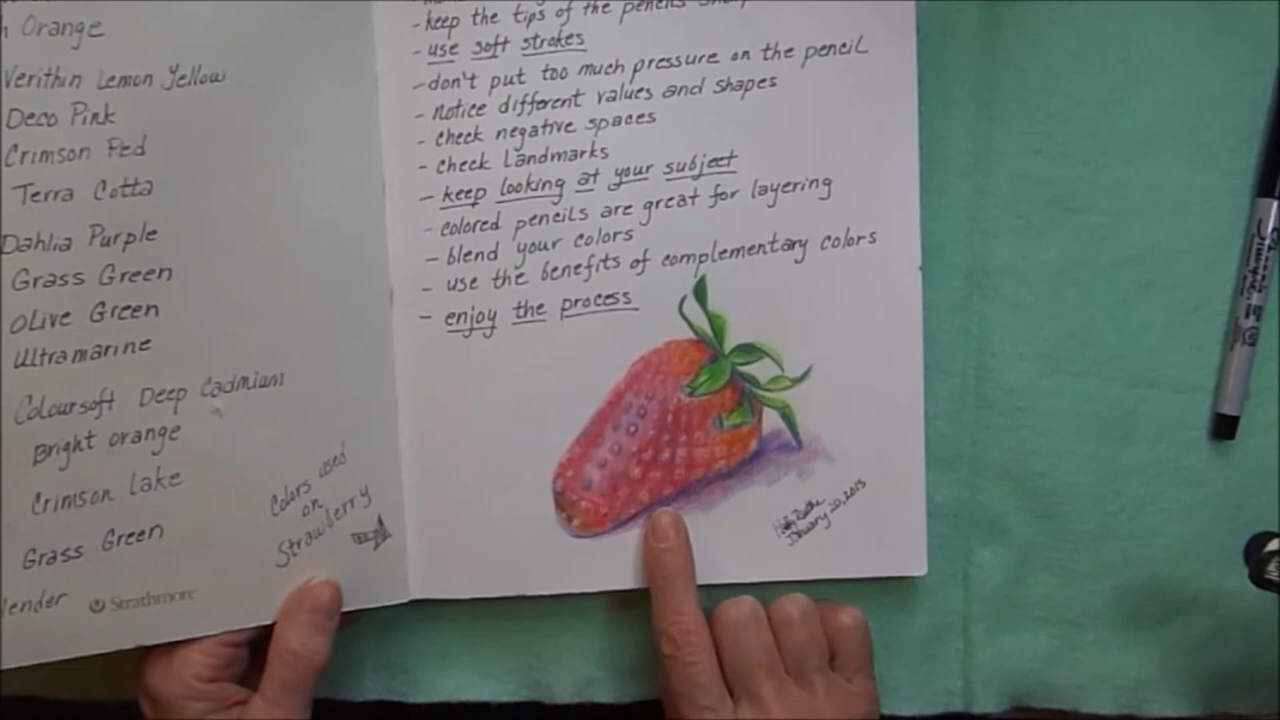 Orange
Verithin Lemon Yellow
Deco Pink
Crimson Red
Terra Cotta
Dahlia Purple
Grass Green
Olive Green
Ultramarine
Coloursoft Deep Cadmium
Bright orange
Crimson Lake
Grass Green
lender
Strathmore
Colors used
on
Strawberry
- keep the tips of the pencils
- use soft strokes
- don't put too much pressure on the pencil
- notice different values and shapes
- check negative spaces
- check Landmarks
- keep looking at your subject
- colored pencils are great for layering
- blend your colors
- use the benefits of complementary colors
- enjoy the process
January 20, 2015